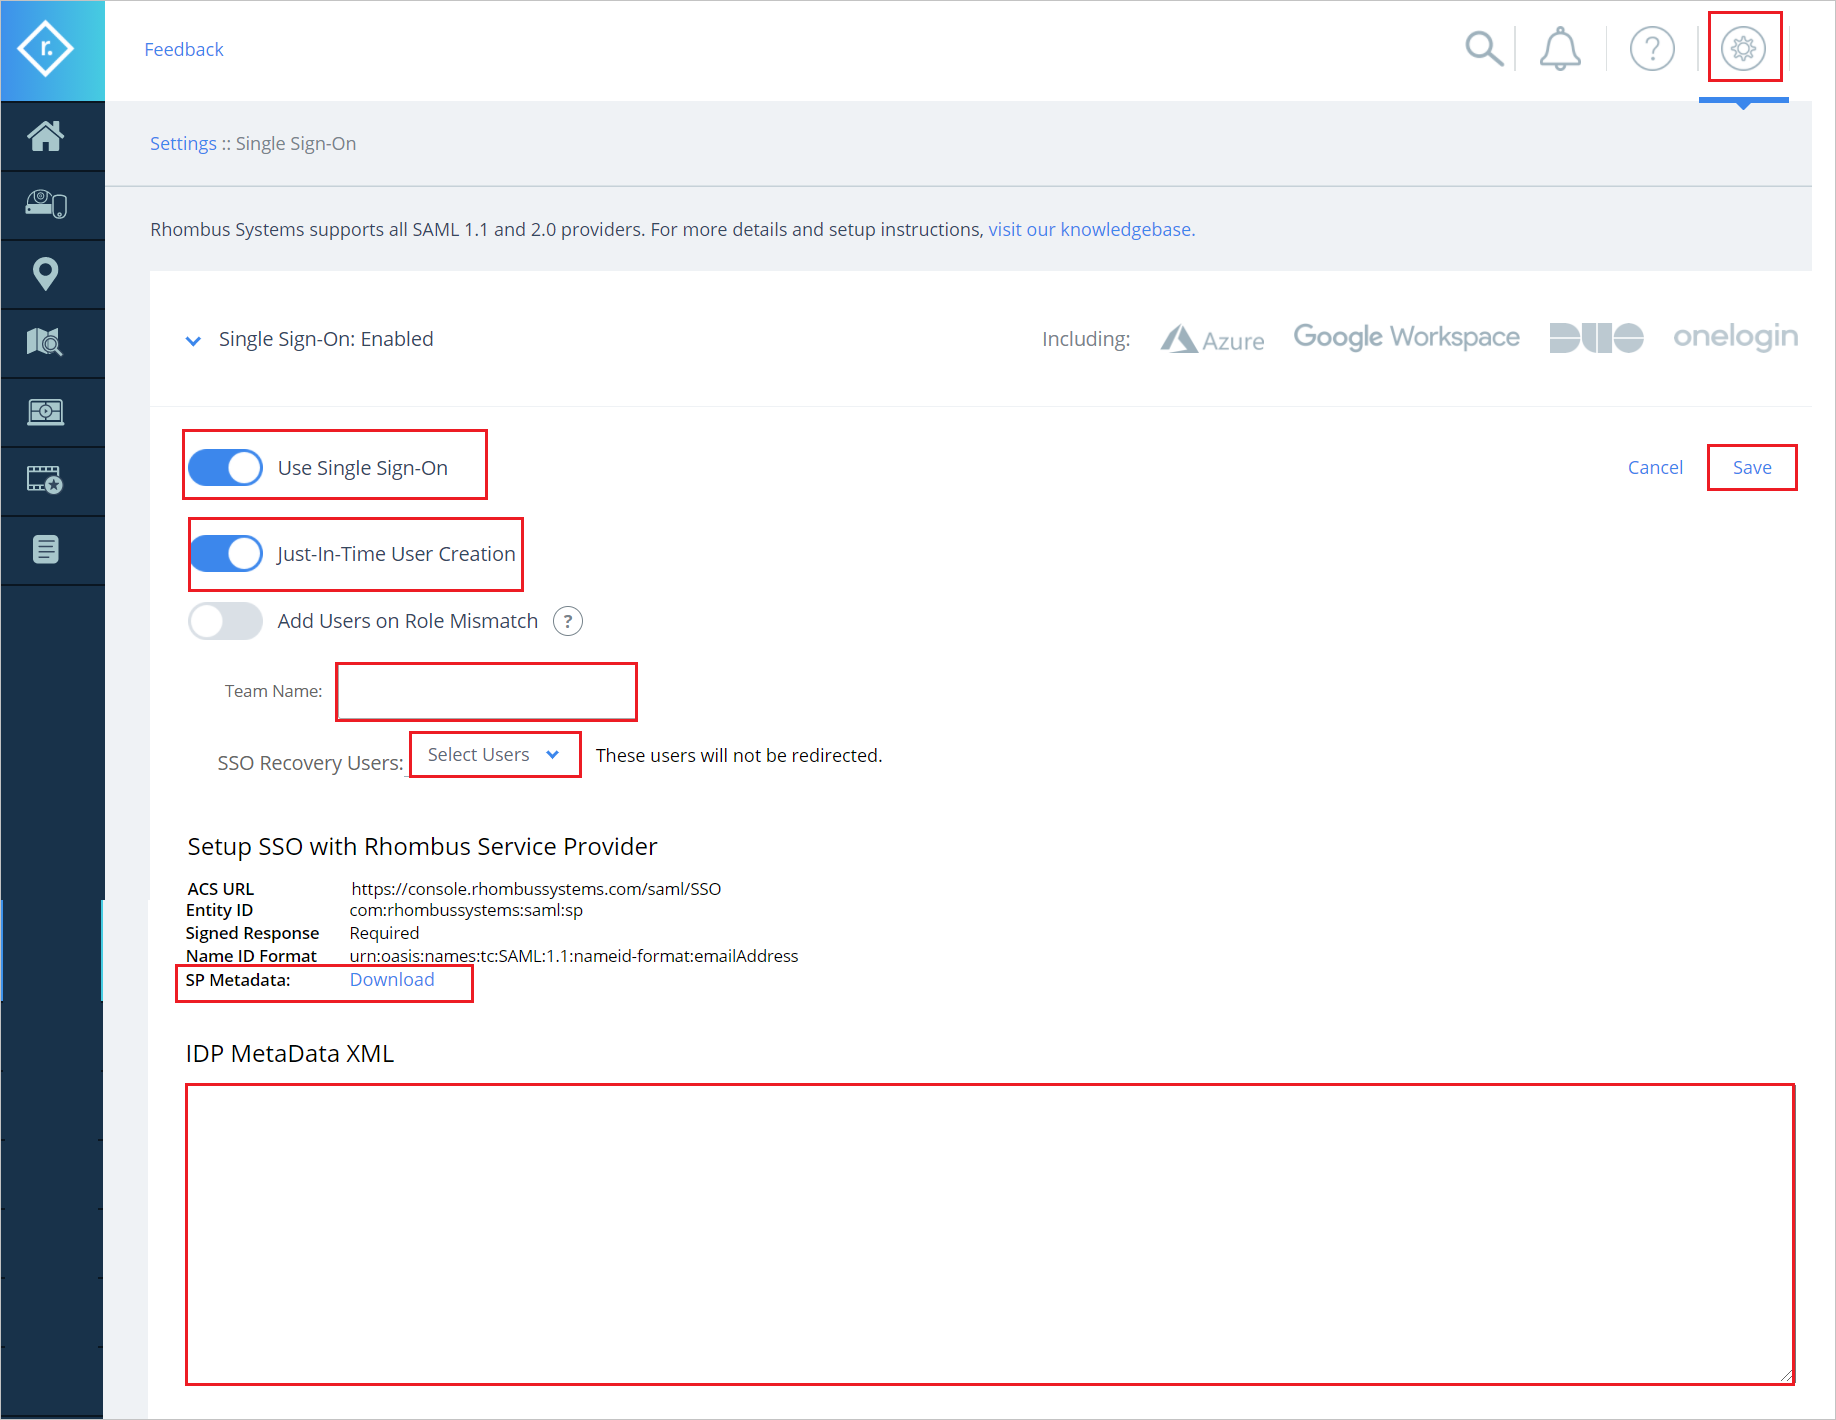 r.
Feedback
?
Settings :: Single Sign-On
Rhombus Systems supports all SAML 1.1 and 2.0 providers. For more details and setup instructions, visit our knowledgebase.
Single Sign-On: Enabled
Including: Azure Google Workspace DUO onelogin
Use Single Sign-On
Cancel Save
Just-In-Time User Creation
Add Users on Role Mismatch ?
Team Name:
SSO Recovery Users: Select Users These users will not be redirected.
Setup SSO with Rhombus Service Provider
ACS URL https://console.rhombussystems.com/saml/SSO
Entity ID com:rhombussystems:saml:sp
Signed Response Required
Name ID Format urn:oasis:names:tc:SAML:1.1:nameid-format:emailAddress
SP Metadata: Download
IDP MetaData XML